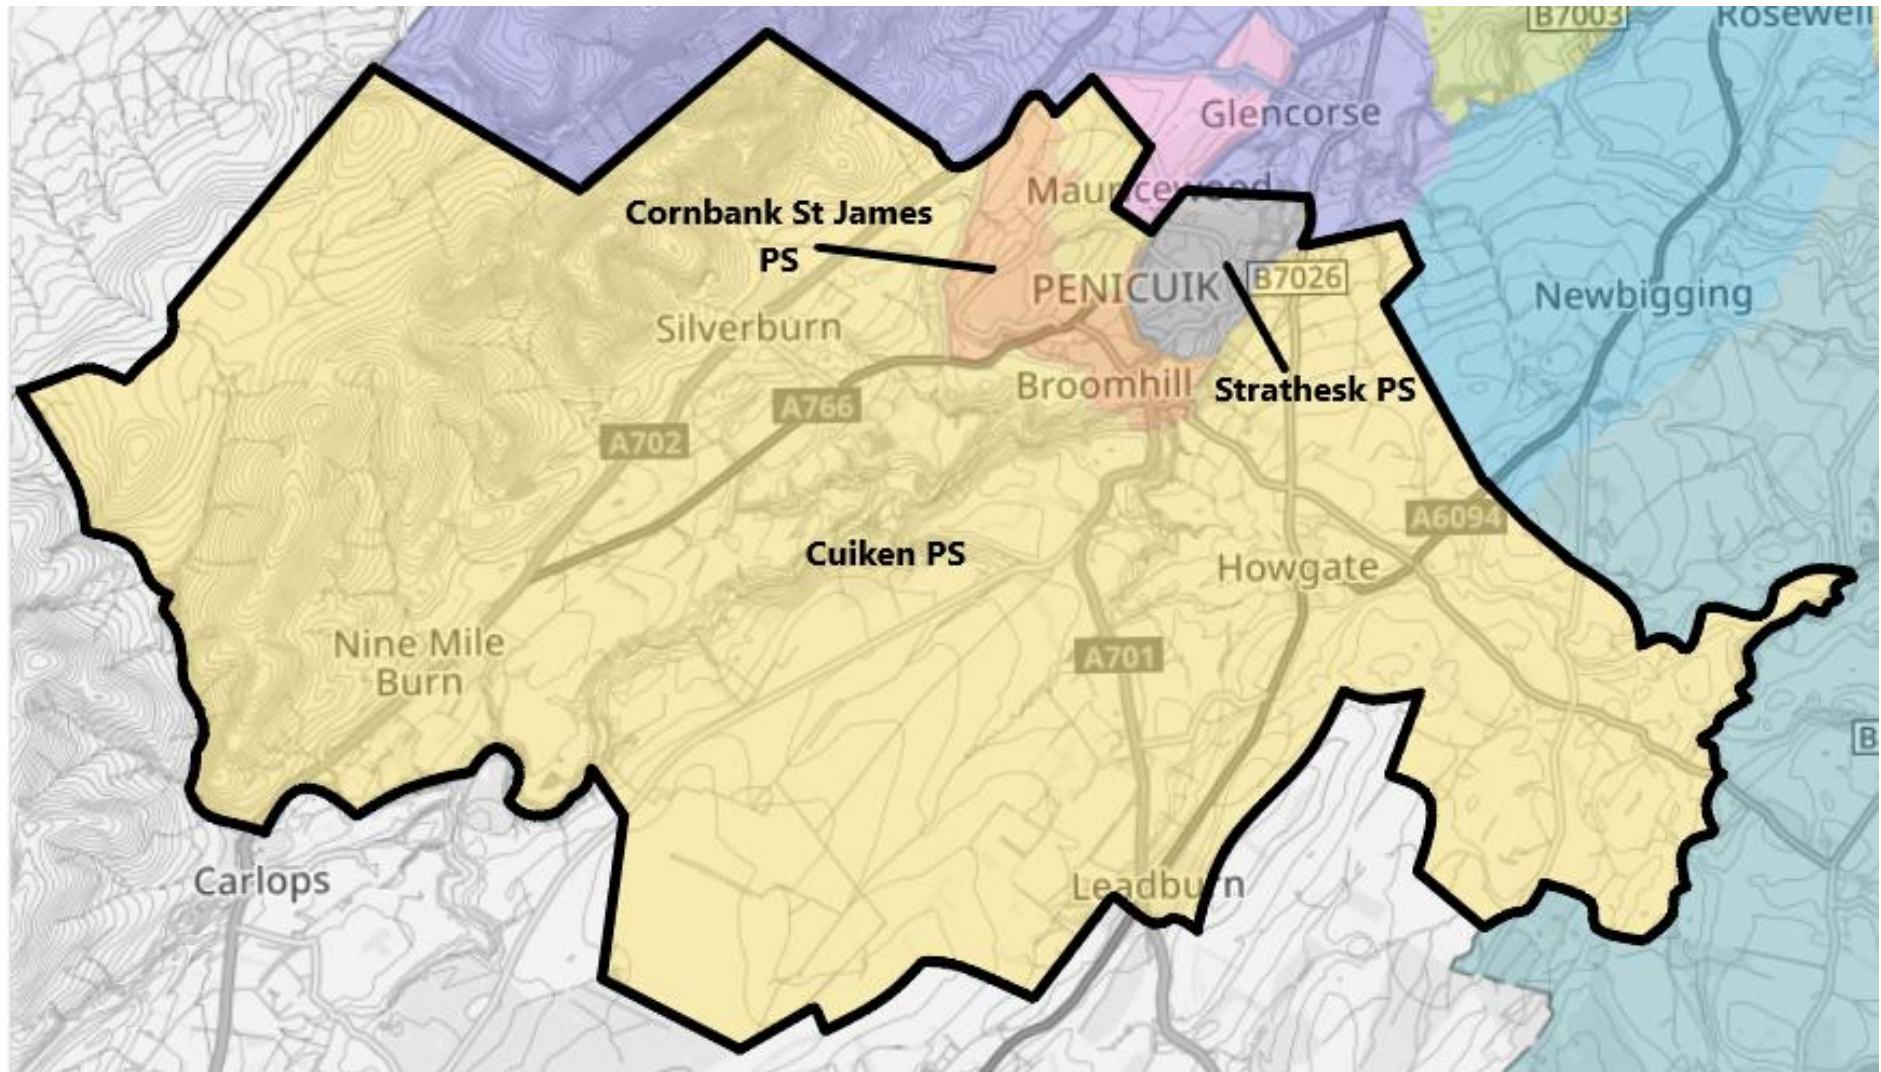 B7003
Rosewell
Glencorse
Mauricewood
Cornbank St James
PS
PENICUIK
B7026
Newbigging
Silverburn
Broomhill
Strathesk PS
A766
A702
A6094
Cuiken PS
Howgate
Nine Mile
Burn
A701
B
Carlops
Leadburn